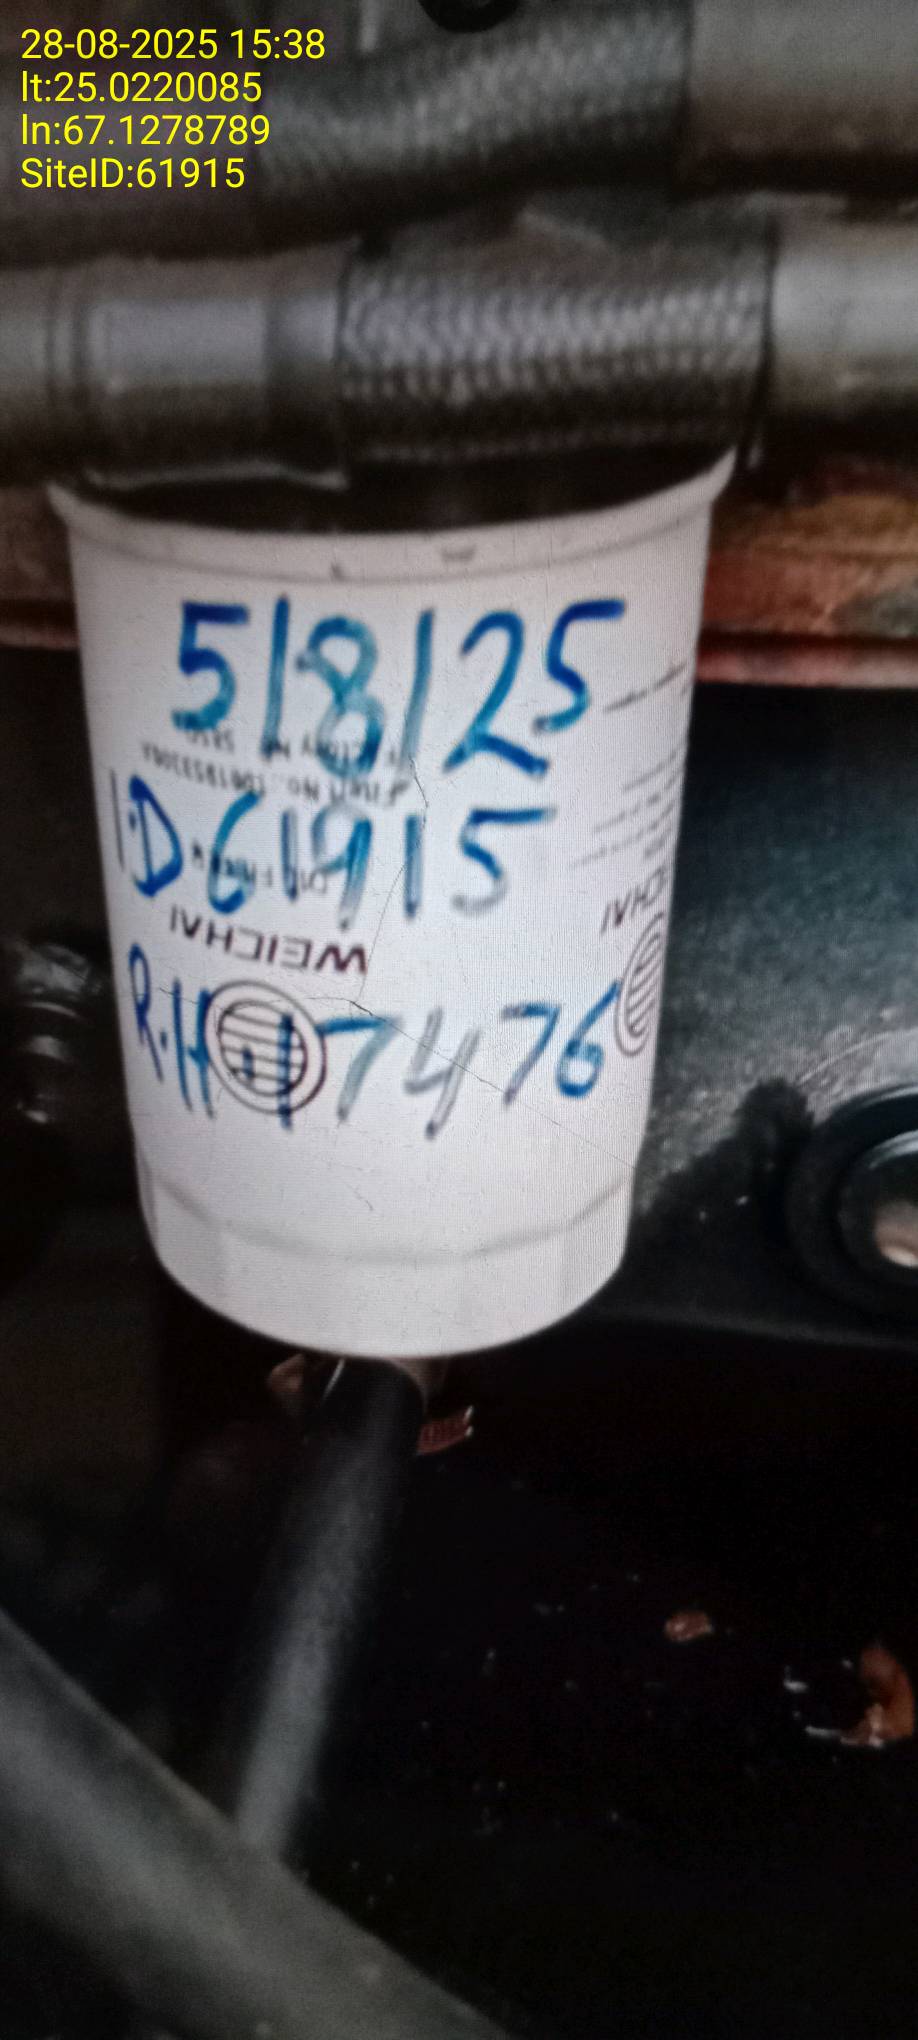 28-08-2025 15:38
lt:25.0220085
ln:67.1278789
SiteID:61915
5/8/25
I.D.61915
WEICHAI
R.H.17476